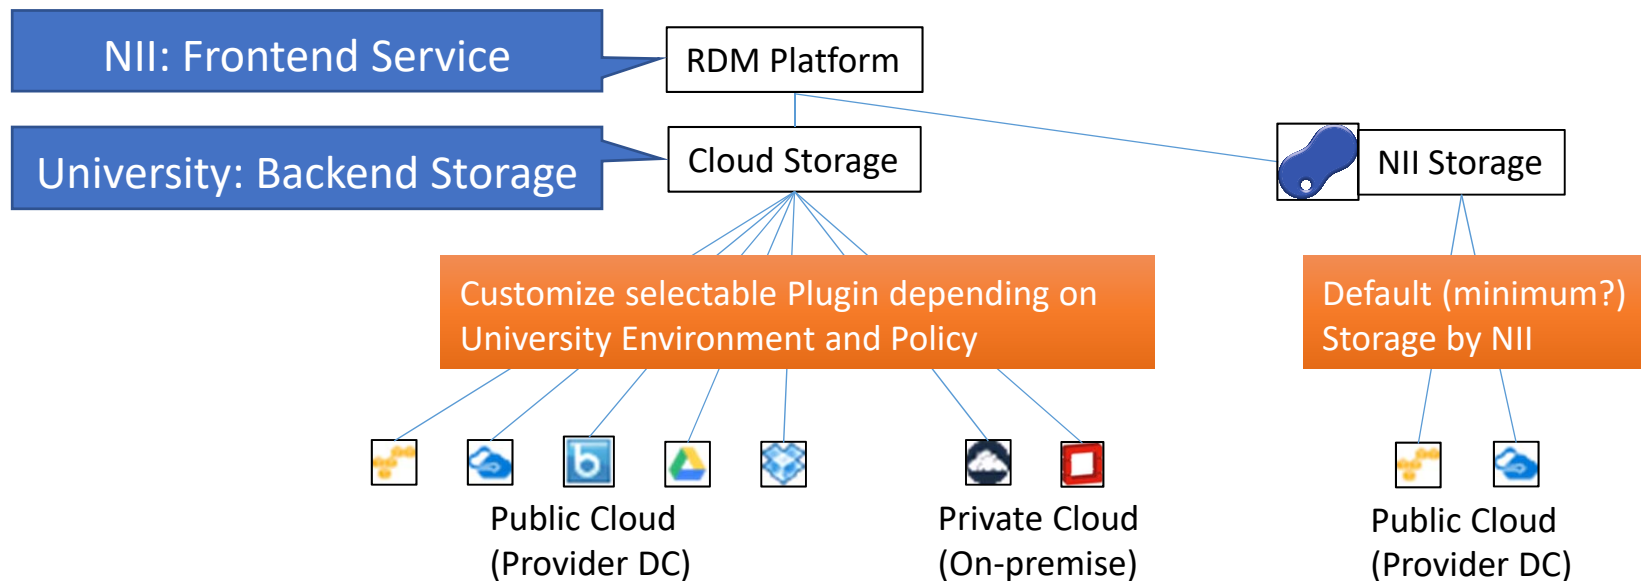 NII: Frontend Service
RDM Platform
University: Backend Storage
Cloud Storage
NII Storage
Customize selectable Plugin depending on
University Environment and Policy
Default (minimum?)
Storage by NII
b
Public Cloud
(Provider DC)
Private Cloud
(On-premise)
Public Cloud
(Provider DC)